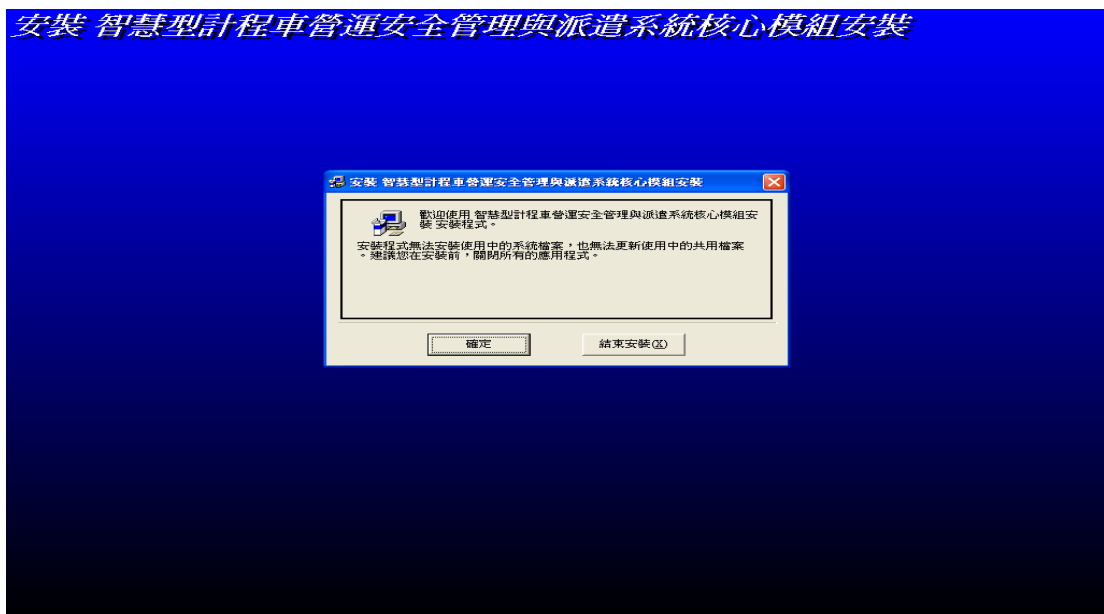 安裝 智慧型計程車營運安全管理與派遣系統核心模組安裝
安裝 智慧型計程車營運安全管理與派遣系統核心模組安裝
歡迎使用 智慧型計程車營運安全管理與派遣系統核心模組安
裝 安裝程式。
安裝程式無法安裝使用中的系統檔案，也無法更新使用中的共用檔案
。建議您在安裝前，關閉所有的應用程式。
確定
結束安裝(X)